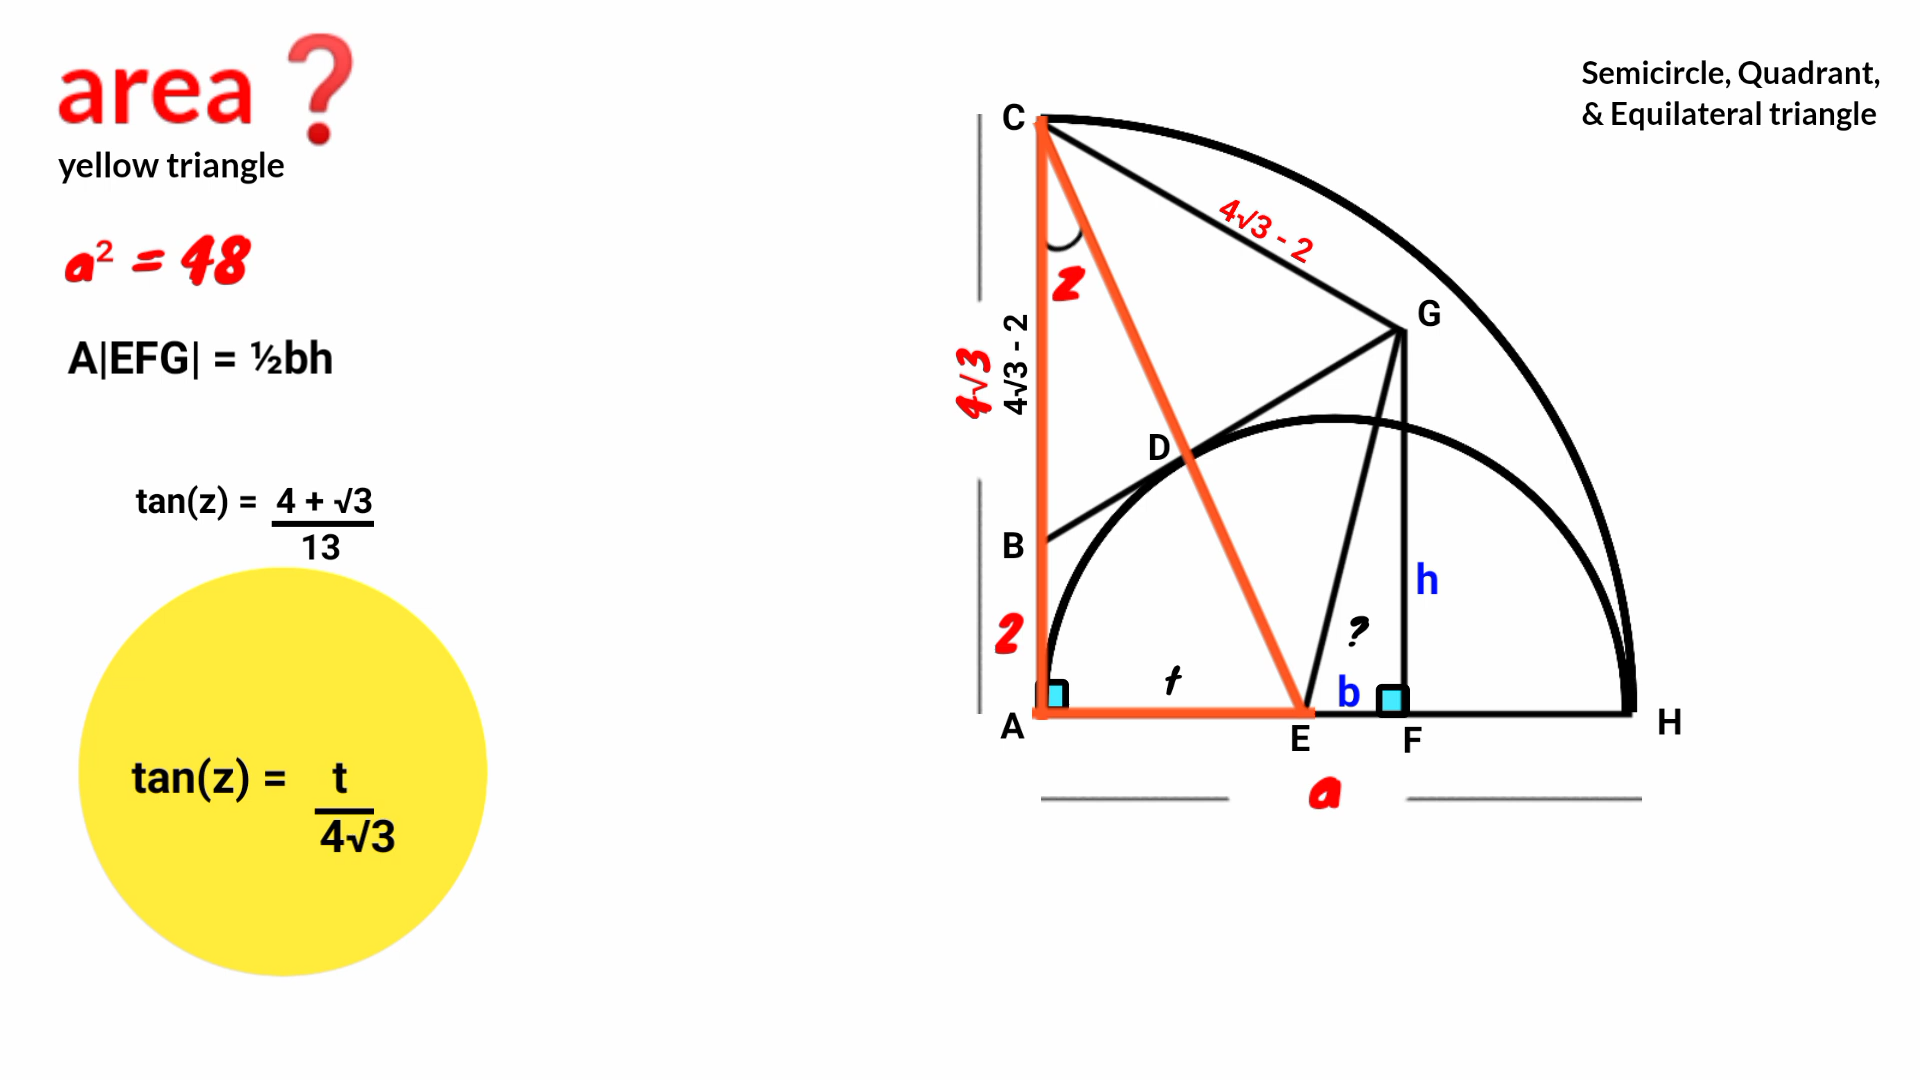 area ❓
yellow triangle
a² = 48
A|EFG| = ½bh
tan(z) = 4 + √3
13
tan(z) = t
4√3
Semicircle, Quadrant,
& Equilateral triangle
C
4√3 - 2
G
z
4√3
4√3 - 2
D
B
h
2
?
t
b
A
E
F
H
a